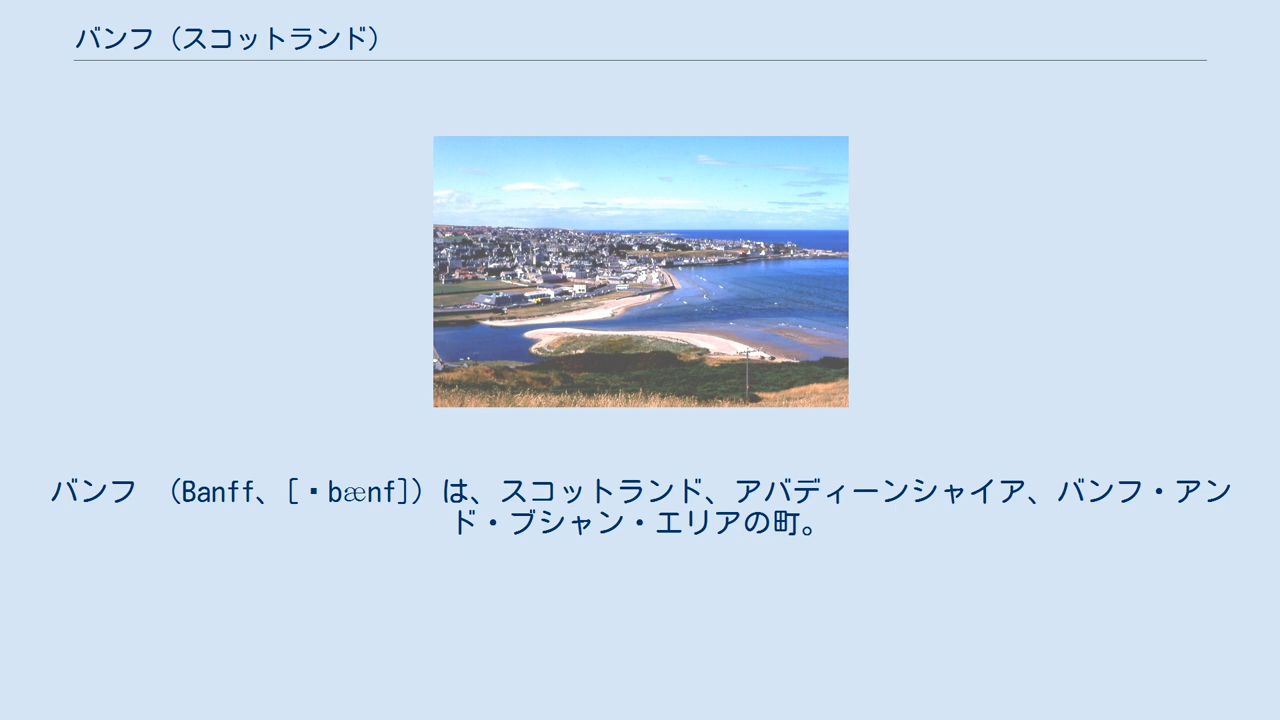 バンフ（スコットランド）
バンフ （Banff、[ˈbænf]）は、スコットランド、アバディーンシャイア、バンフ・アン
ド・ブシャン・エリアの町。